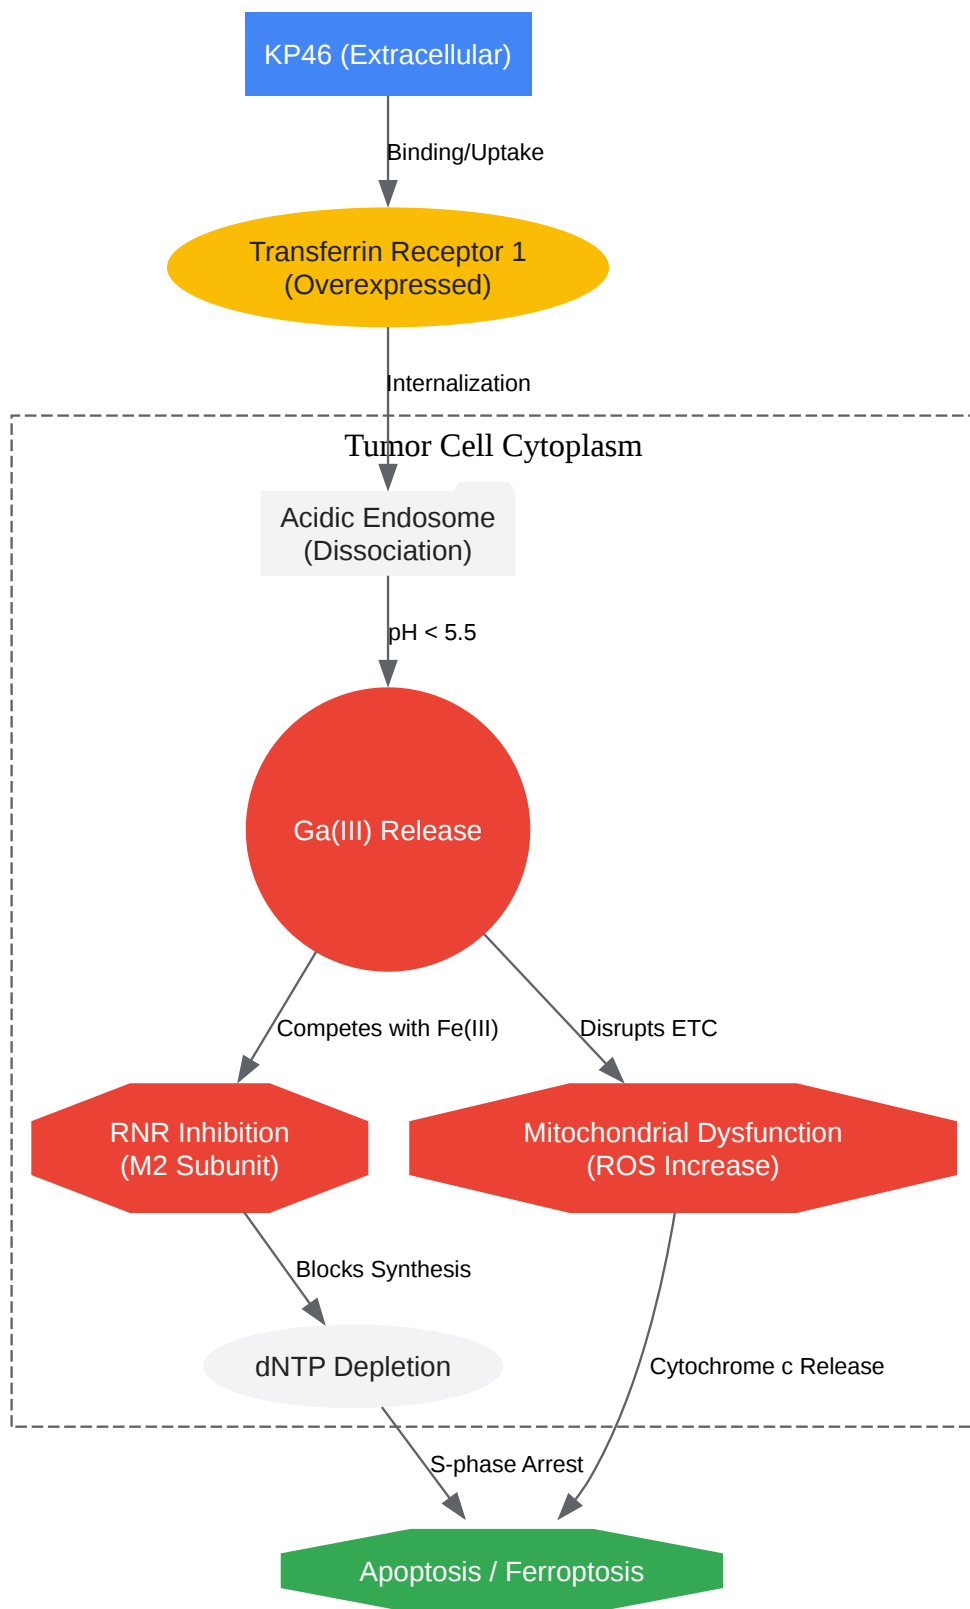 KP46 (Extracellular)
Binding/Uptake
Transferrin Receptor 1
(Overexpressed)
Internalization
Tumor Cell Cytoplasm
Acidic Endosome
(Dissociation)
pH < 5.5
Ga(III) Release
Competes with Fe(III)
Disrupts ETC
RNR Inhibition
(M2 Subunit)
Mitochondrial Dysfunction
(ROS Increase)
Blocks Synthesis
dNTP Depletion
Cytochrome c Release
S-phase Arrest
Apoptosis / Ferroptosis